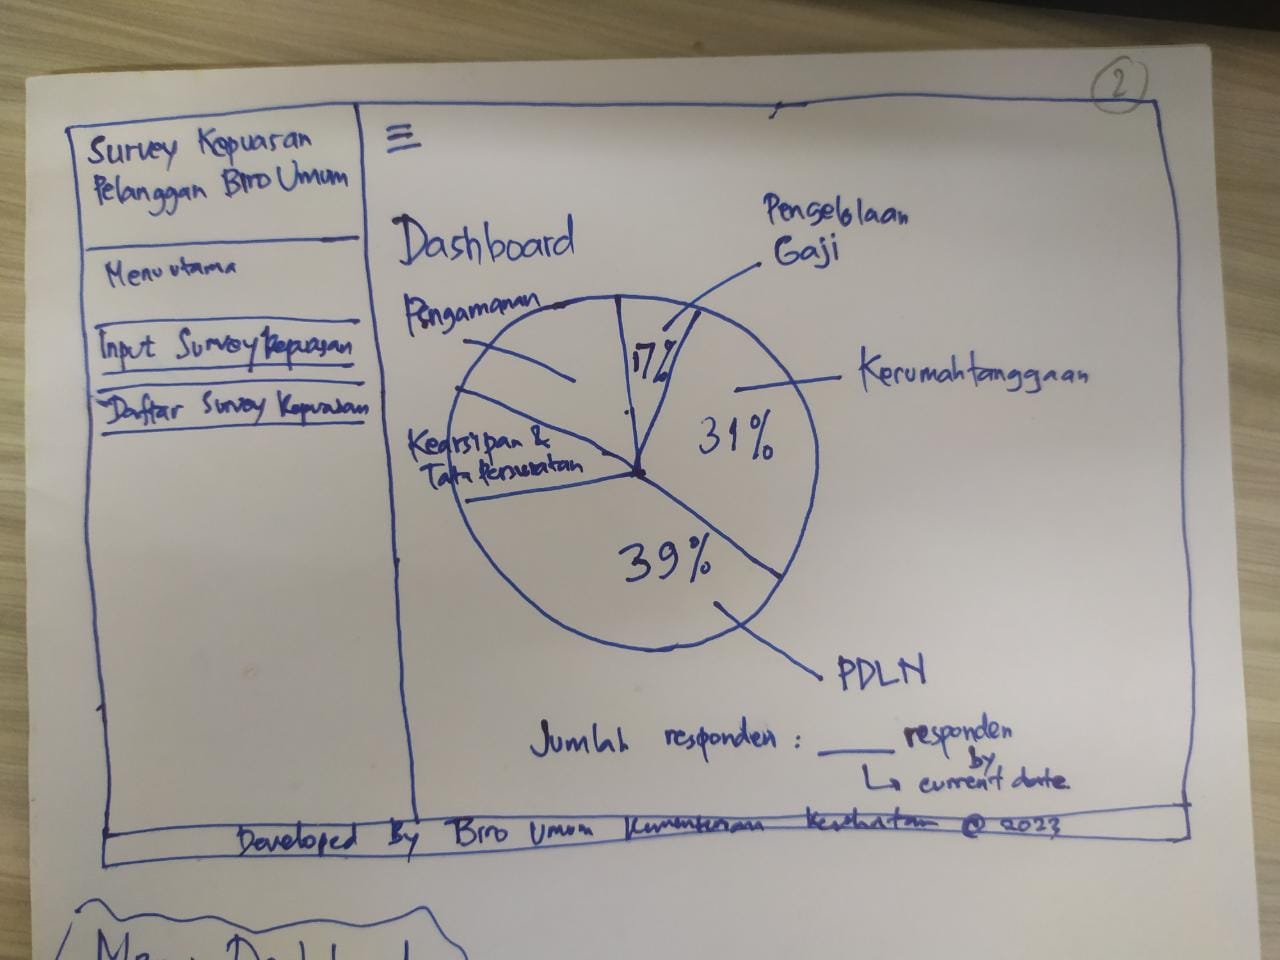 2
Survey Kepuasan
Pelanggan Biro Umum
Menu utama
Input Survey Kepuasan
Daftar Survey Kepuasan
Dashboard
Pengelolaan
Gaji
Pengamanan
17%
Kerumahtanggaan
31%
Kearsipan &
Tata Persuratan
39%
PDLN
Jumlah responden : ____ responden
by
↳ current date
Developed By Biro Umum Kementerian Kesehatan @ 2023
Menu Dashboard